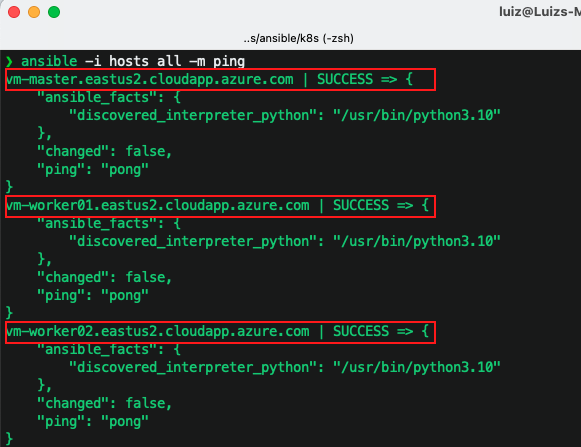 luiz@Luizs-M
..s/ansible/k8s (-zsh)
❯ ansible -i hosts all -m ping
vm-master.eastus2.cloudapp.azure.com | SUCCESS => {
    "ansible_facts": {
        "discovered_interpreter_python": "/usr/bin/python3.10"
    },
    "changed": false,
    "ping": "pong"
}
vm-worker01.eastus2.cloudapp.azure.com | SUCCESS => {
    "ansible_facts": {
        "discovered_interpreter_python": "/usr/bin/python3.10"
    },
    "changed": false,
    "ping": "pong"
}
vm-worker02.eastus2.cloudapp.azure.com | SUCCESS => {
    "ansible_facts": {
        "discovered_interpreter_python": "/usr/bin/python3.10"
    },
    "changed": false,
    "ping": "pong"
}